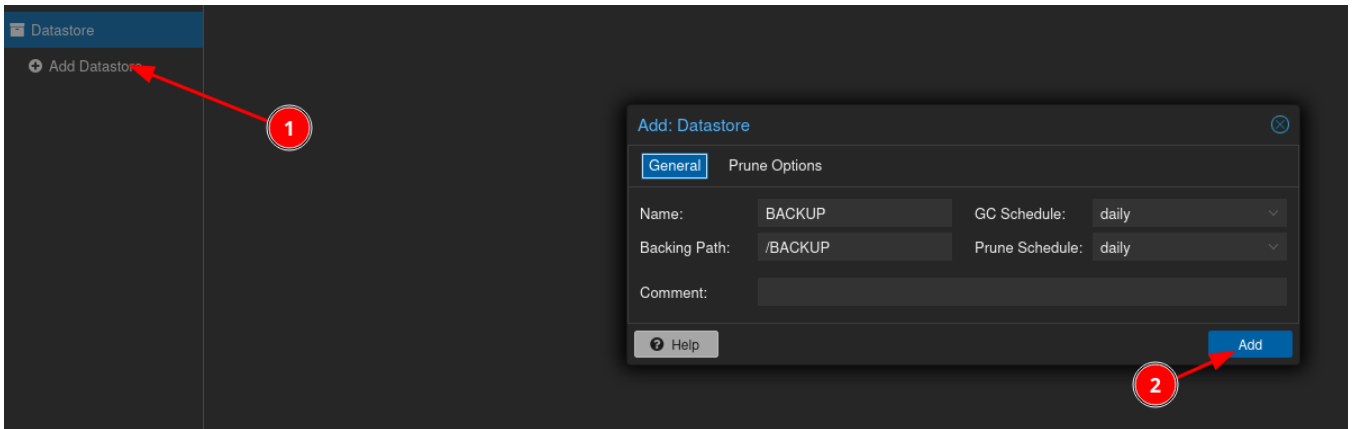 Datastore
Add Datastore
1
Add: Datastore
General Prune Options
Name: BACKUP GC Schedule: daily
Backing Path: /BACKUP Prune Schedule: daily
Comment:
Help Add
2